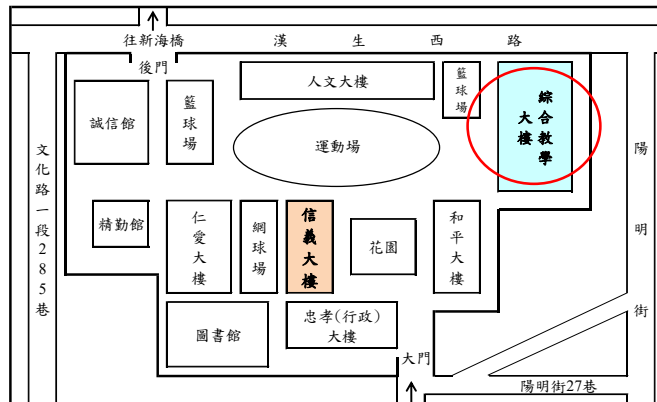 往新海橋
漢生西路
後門
人文大樓
籃球場
綜合教學大樓
誠信館
籃球場
運動場
文化路一段285巷
陽明街
精勤館
仁愛大樓
網球場
信義大樓
花園
和平大樓
圖書館
忠孝(行政)
大樓
大門
陽明街27巷